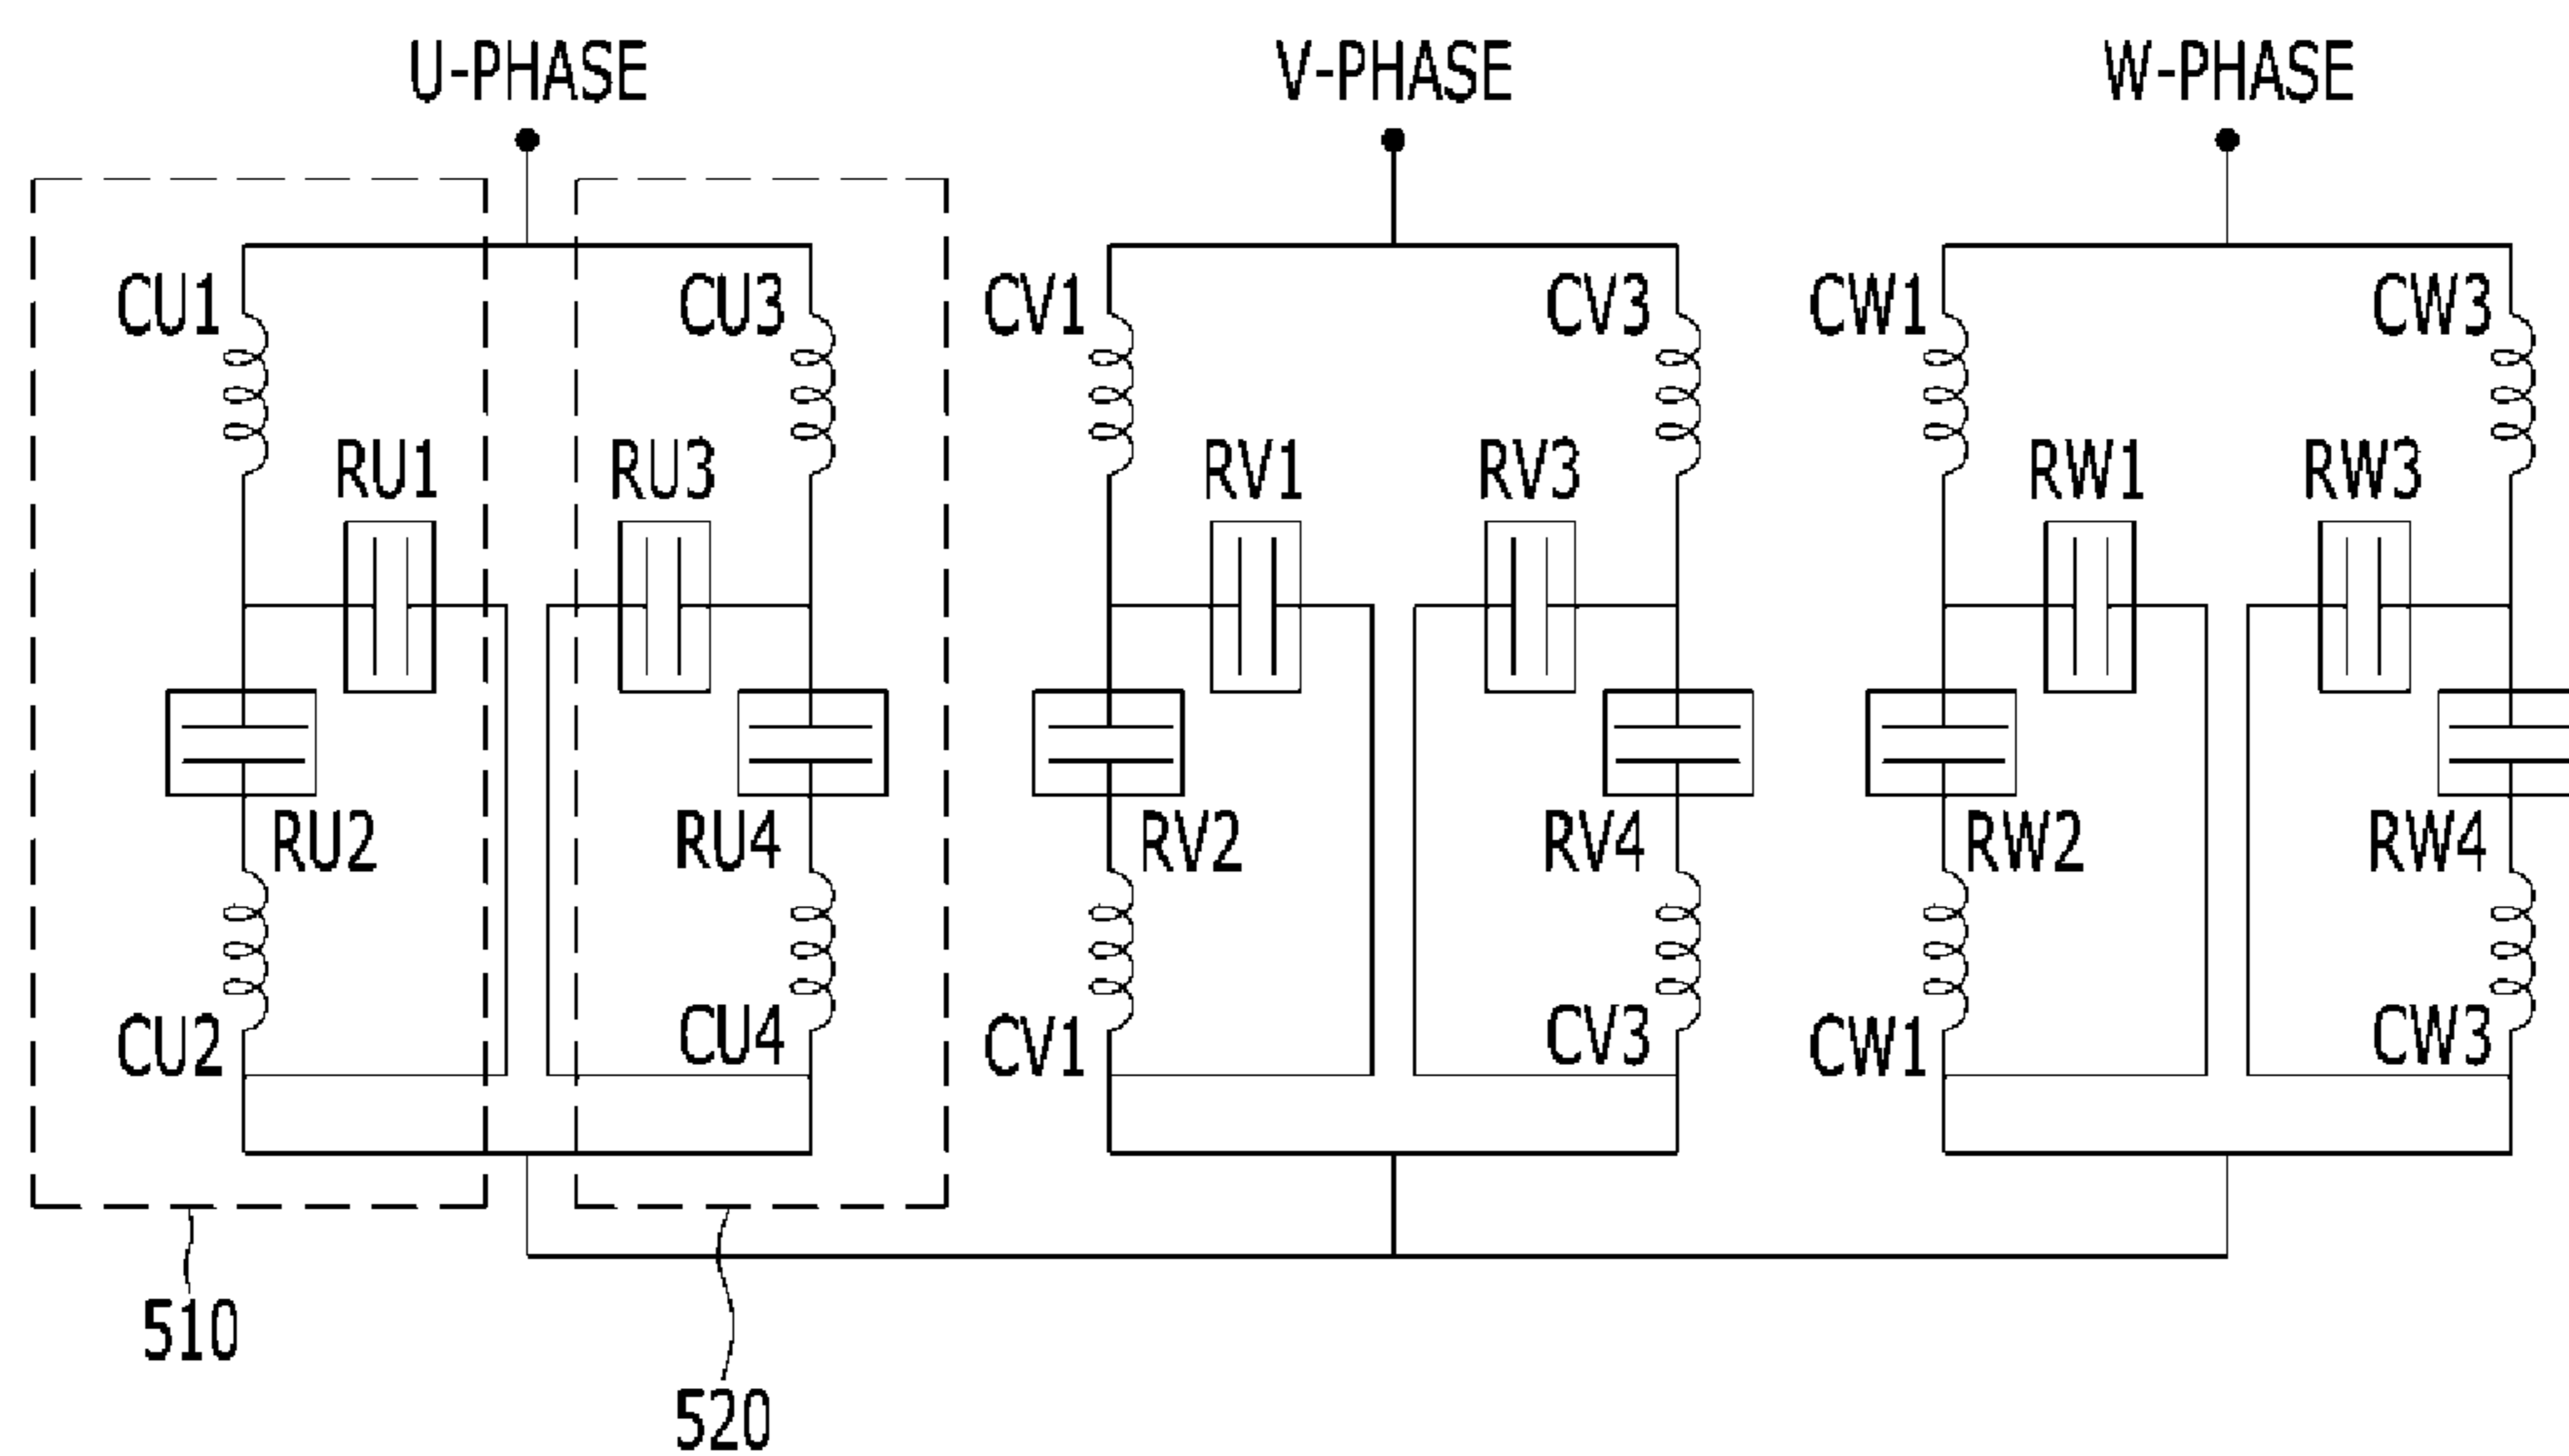 U-PHASE V-PHASE W-PHASE
CU1 CU3 CV1 CV3 CW1 CW3
RU1 RU3 RV1 RV3 RW1 RW3
RU2 RU4 RV2 RV4 RW2 RW4
CU2 CU4 CV1 CV3 CW1 CW3
510
520